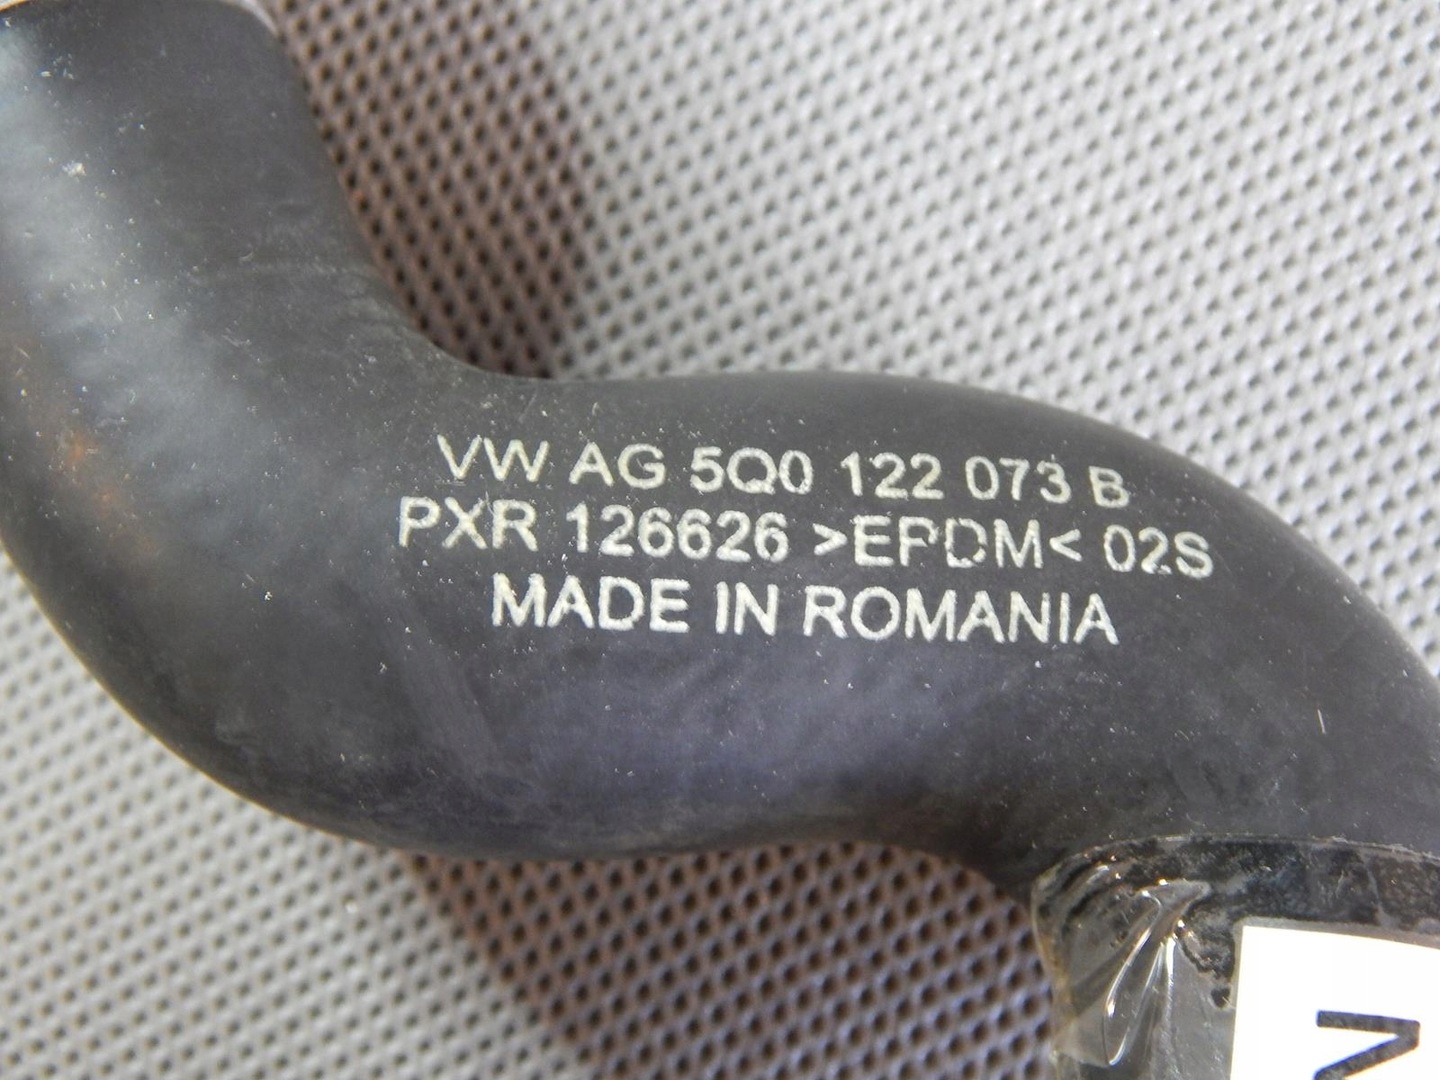 VW AG 5Q0 122 073 B
PXR 126626 >EPDM< 02S
MADE IN ROMANIA